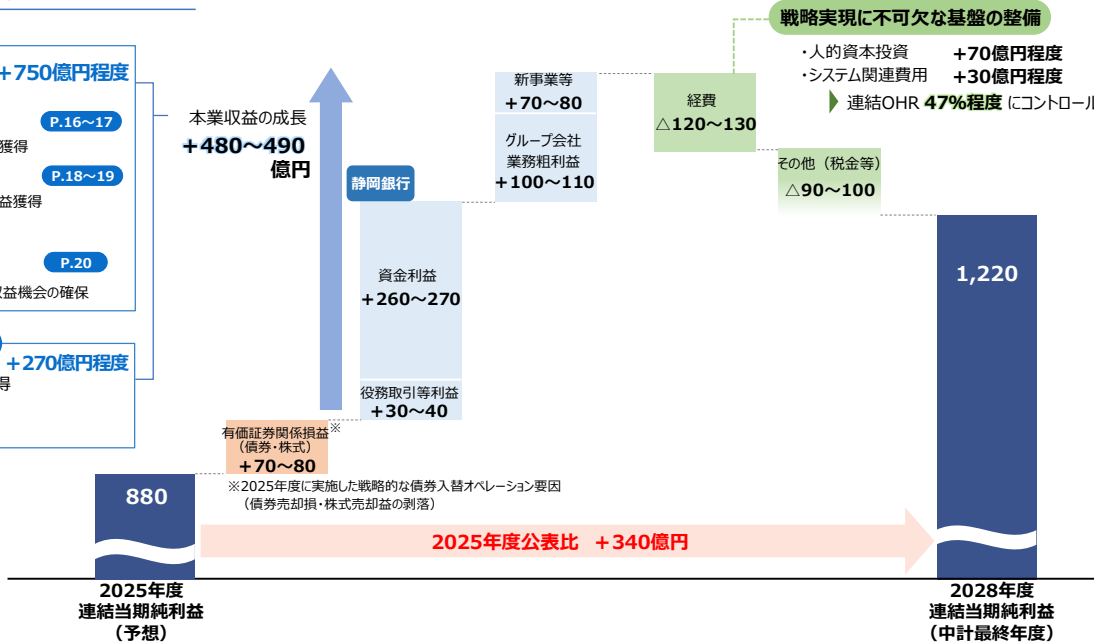 +750億円程度
P.16～17
獲得
P.18～19
益獲得
P.20
益機会の確保
+270億円程度
得
本業収益の成長
+480～490
億円
静岡銀行
戦略実現に不可欠な基盤の整備
・人的資本投資 +70億円程度
・システム関連費用 +30億円程度
連結OHR 47%程度 にコントロール
新事業等
+70～80
グループ会社
業務粗利益
+100～110
経費
△120～130
その他（税金等）
△90～100
資金利益
+260～270
役務取引等利益
+30～40
有価証券関係損益※
（債券・株式）
+70～80
※2025年度に実施した戦略的な債券入替オペレーション要因
（債券売却損・株式売却益の剥落）
880
1,220
2025年度公表比 +340億円
2025年度
連結当期純利益
（予想）
2028年度
連結当期純利益
（中計最終年度）